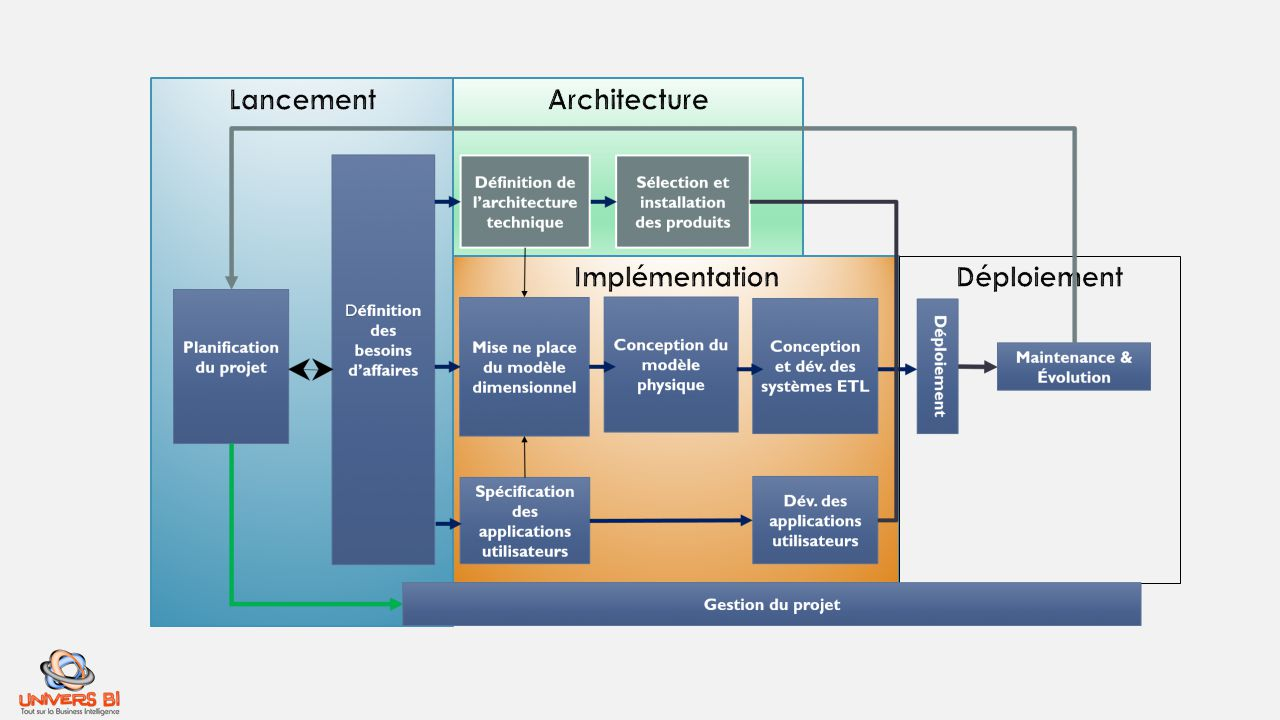 Lancement
Architecture
Définition de
l'architecture
technique
Sélection et
installation
des produits
Implémentation
Déploiement
Planification
du projet
Définition
des
besoins
d'affaires
Mise ne place
du modèle
dimensionnel
Conception du
modèle
physique
Conception
et dév. des
systèmes ETL
Déploiement
Maintenance &
Évolution
Spécification
des
applications
utilisateurs
Dév. des
applications
utilisateurs
Gestion du projet
UNIVERS BI
Tout sur la Business Intelligence